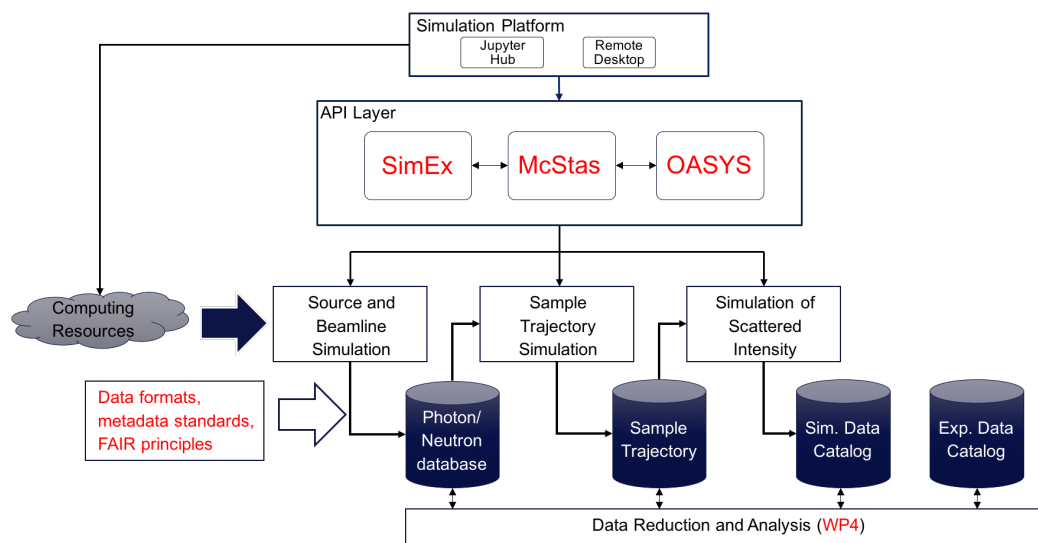 Simulation Platform
Jupyter
Hub
Remote
Desktop
API Layer
SimEx
McStas
OASYS
Computing
Resources
Source and
Beamline
Simulation
Sample
Trajectory
Simulation
Simulation of
Scattered
Intensity
Data formats,
metadata standards,
FAIR principles
Photon/
Neutron
database
Sample
Trajectory
Sim. Data
Catalog
Exp. Data
Catalog
Data Reduction and Analysis (WP4)